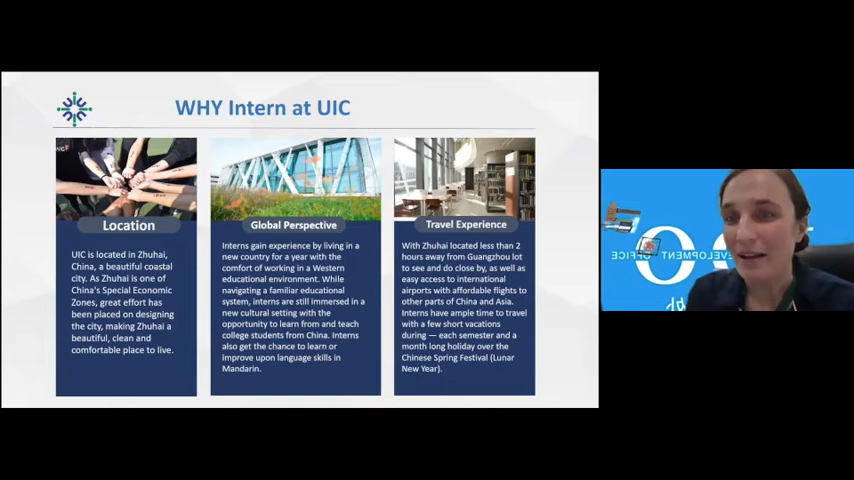 WHY Intern at UIC
Location
UIC is located in Zhuhai,
China, a beautiful coastal
city. As Zhuhai is one of
China's Special Economic
Zones, great effort has
been placed on designing
the city, making Zhuhai a
beautiful, clean and
comfortable place to live.
Global Perspective
Interns gain experience by living in a
new country for a year with the
comfort of working in a Western
educational environment. While
navigating a familiar educational
system, interns are still immersed in a
new cultural setting with the
opportunity to learn from and teach
college students from China. Interns
also get the chance to learn or
improve upon language skills in
Mandarin.
Travel Experience
With Zhuhai located less than 2
hours away from Guangzhou lot
to see and do close by, as well as
easy access to international
airports with affordable flights to
other parts of China and Asia.
Interns have ample time to travel
with a few short vacations
during — each semester and a
month long holiday over the
Chinese Spring Festival (Lunar
New Year).
DEVELOPMENT
OFFICE